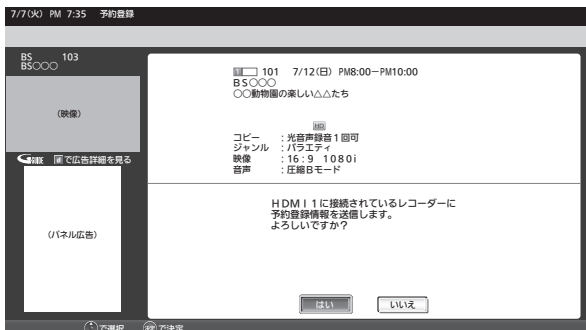 7/7(火) PM 7:35 予約登録
BS 103
BS○○○
(映像)
で広告詳細を見る
(パネル広告)
101 7/12(日) PM8:00－PM10:00
BS○○○
○○動物園の楽しい△△たち
HD
コピー :光音声録音1回可
ジャンル :バラエティ
映像 :16:9 1080i
音声 :圧縮Bモード
HDMI1に接続されているレコーダーに
予約登録情報を送信します。
よろしいですか?
はい いいえ
で選択 決定 で決定